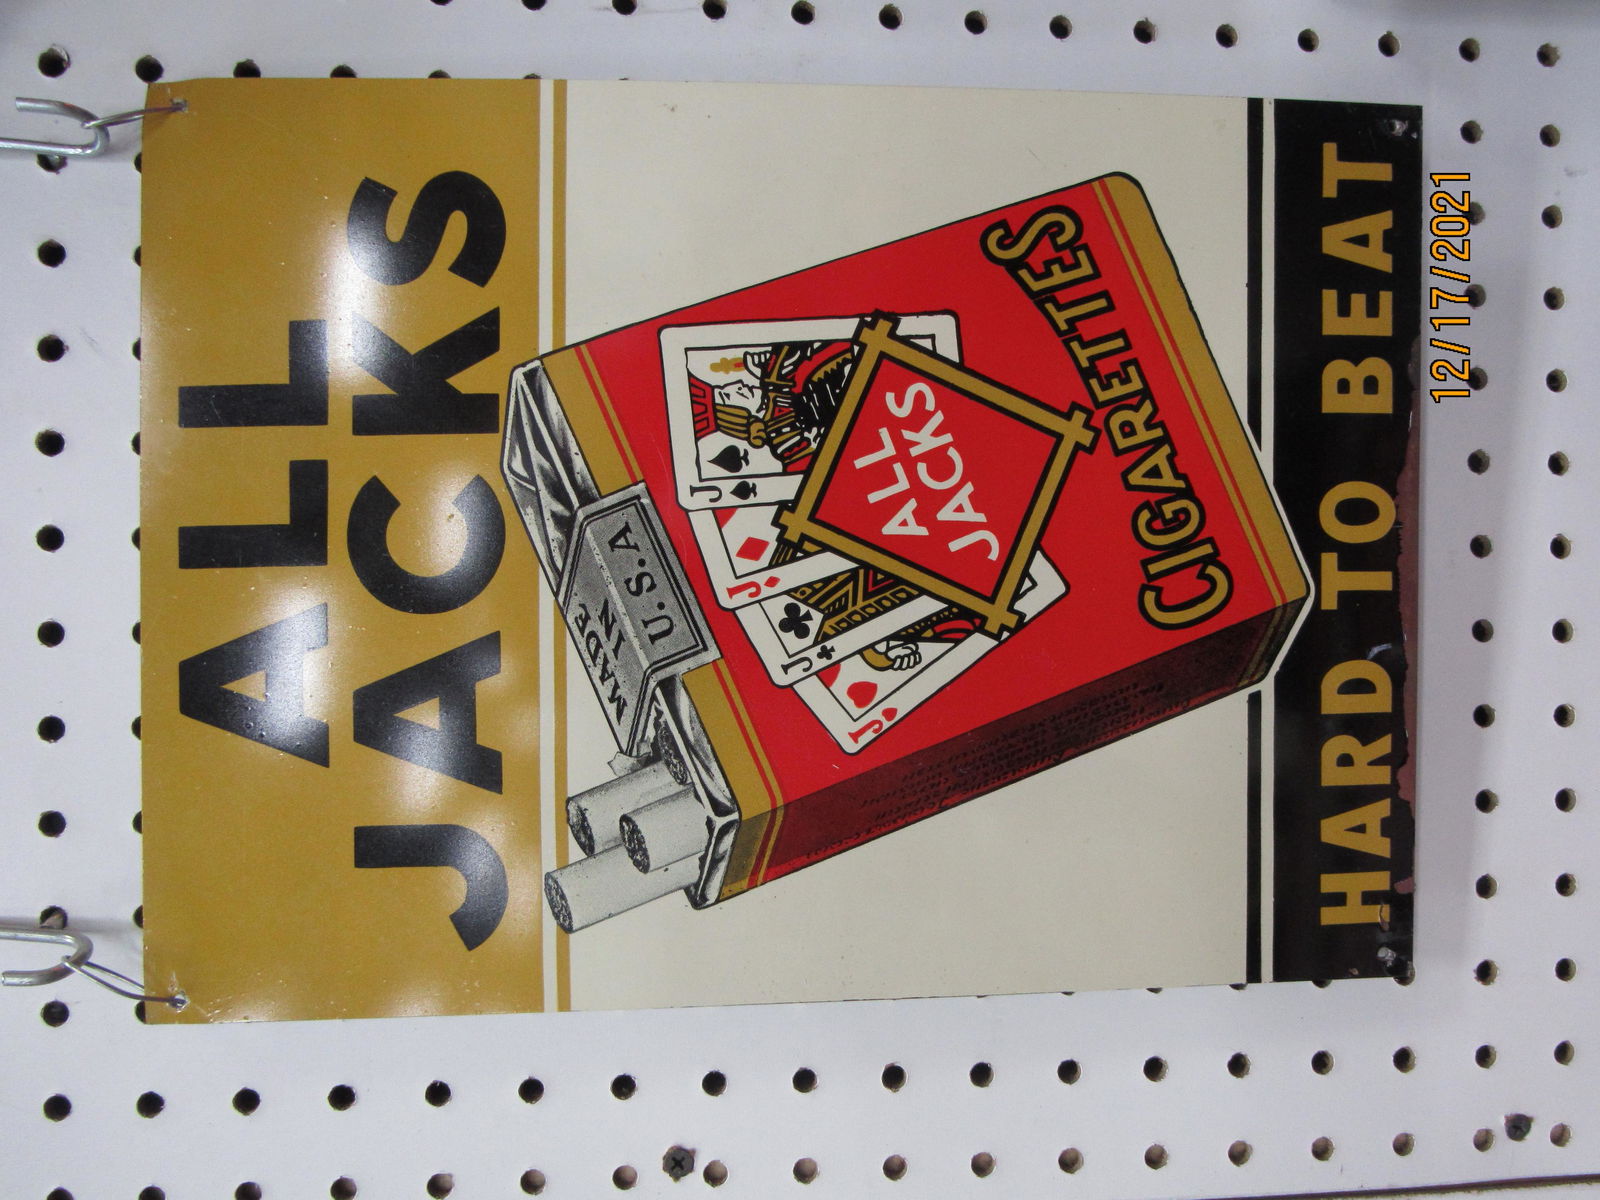 ALL
JACKS
MADE
IN
U.S.A
J
J
J
J
ALL
JACKS
CIGARETTES
HARD TO BEAT
12/17/2021